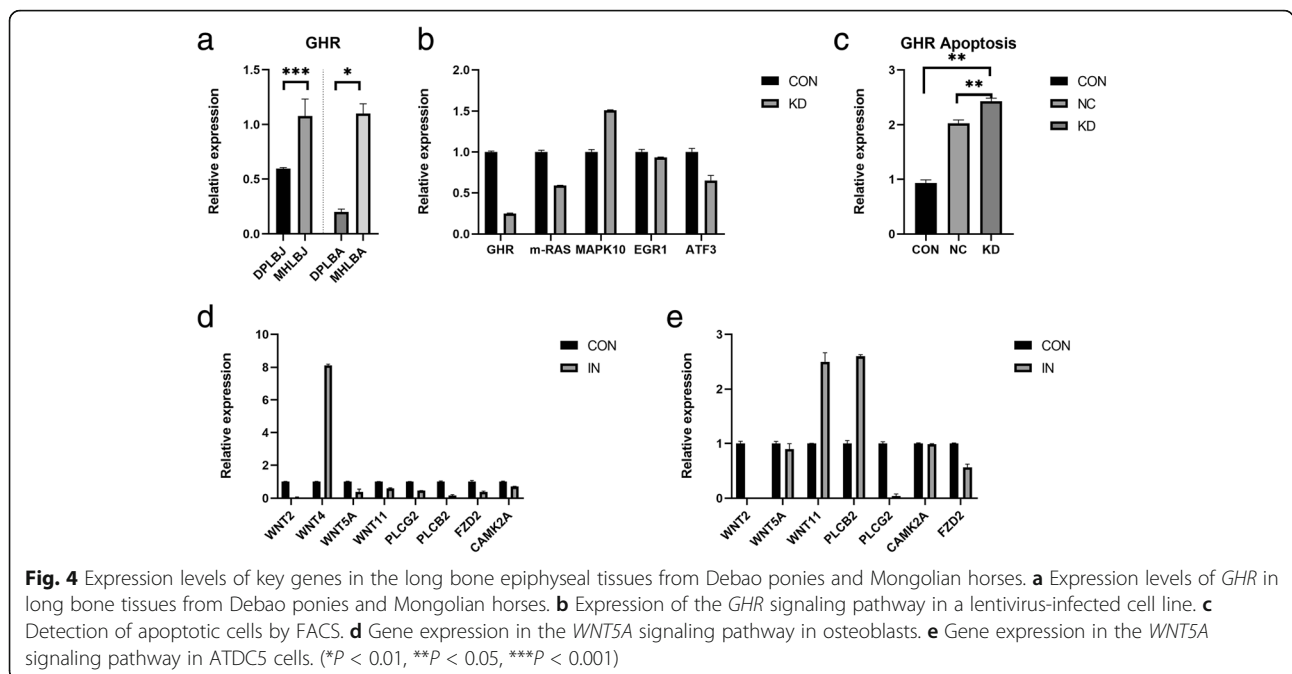 a
GHR
Relative expression
1.5
1.0
0.5
0.0
***
*
DPLBJ
MHLBJ
DPLBA
MHLBA
b
Relative expression
2.0
1.5
1.0
0.5
0.0
GHR m-RAS MAPK10 EGR1 ATF3
CON
KD
c
GHR Apoptosis
Relative expression
3
2
1
0
**
**
CON NC KD
CON
NC
KD
d
Relative expression
10
8
6
4
2
0
WNT2
WNT4
WNT5A
WNT11
PLCG2
PLCB2
FZD2
CAMK2A
CON
IN
e
Relative expression
3
2
1
0
WNT2
WNT5A
WNT11
PLCB2
PLCG2
CAMK2A
FZD2
CON
IN
Fig. 4 Expression levels of key genes in the long bone epiphyseal tissues from Debao ponies and Mongolian horses. a Expression levels of GHR in
long bone tissues from Debao ponies and Mongolian horses. b Expression of the GHR signaling pathway in a lentivirus-infected cell line. c
Detection of apoptotic cells by FACS. d Gene expression in the WNT5A signaling pathway in osteoblasts. e Gene expression in the WNT5A
signaling pathway in ATDC5 cells. (*P < 0.01, **P < 0.05, ***P < 0.001)